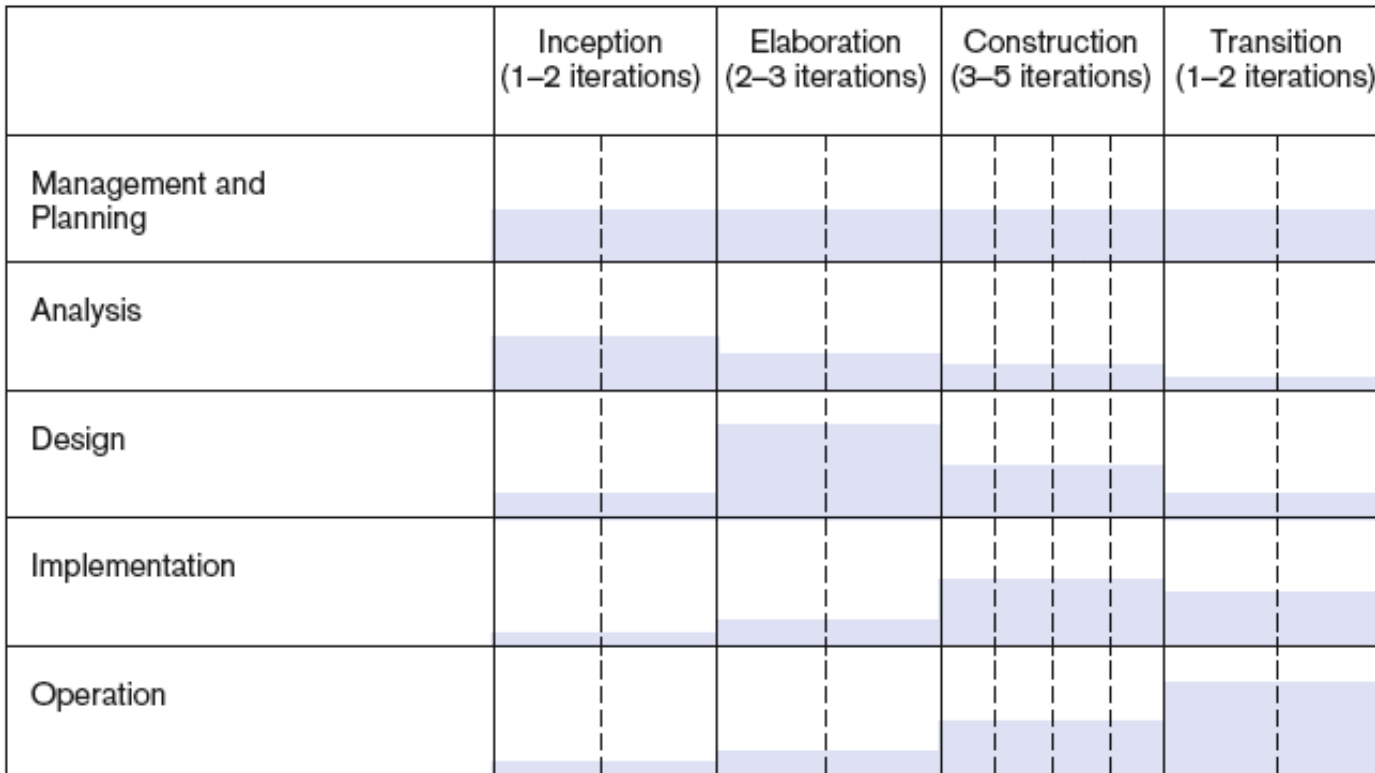 Inception
(1–2 iterations)
Elaboration
(2–3 iterations)
Construction
(3–5 iterations)
Transition
(1–2 iterations)
Management and
Planning
Analysis
Design
Implementation
Operation